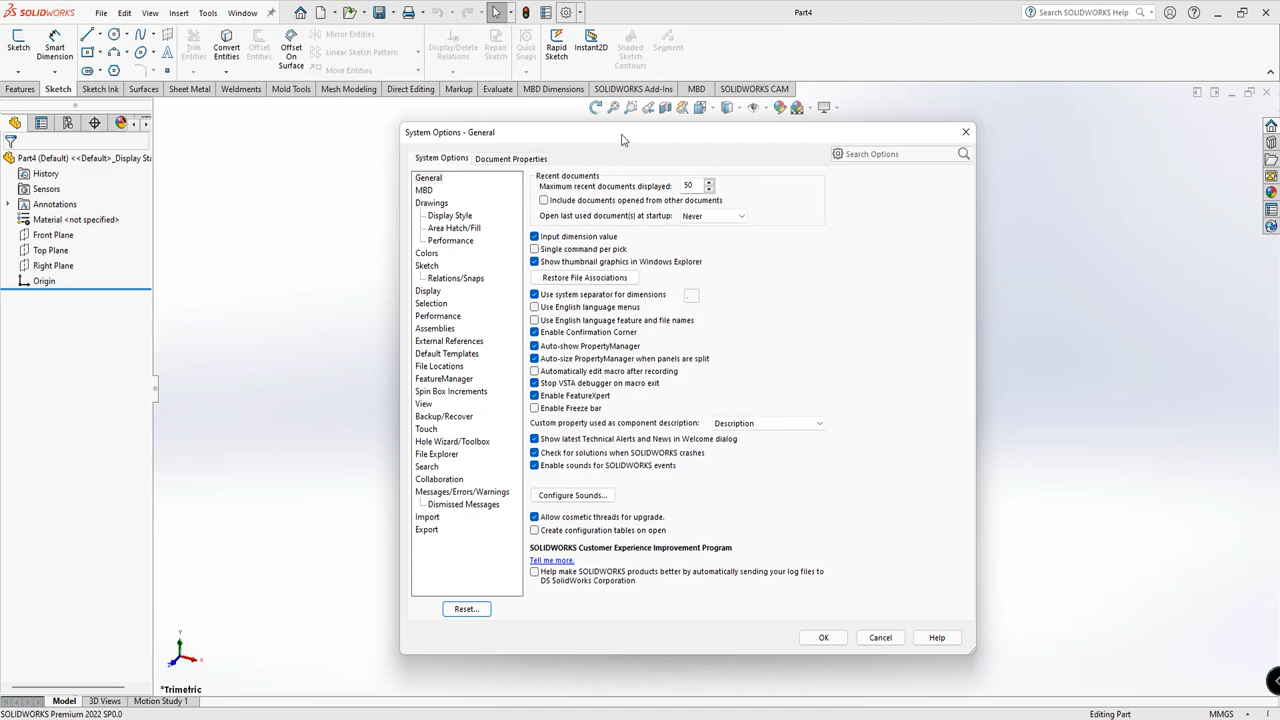 SOLIDWORKS File Edit View Insert Tools Window Part4 Search SOLIDWORKS Help
Sketch Smart Dimension Trim Entities Convert Entities Offset Entities Offset On Surface Mirror Entities Display/Delete Relations Repair Sketch Quick Snaps Rapid Sketch Instant2D Shaded Sketch Contours Segment
Linear Sketch Pattern
Move Entities
Features Sketch Sketch Ink Surfaces Sheet Metal Weldments Mold Tools Mesh Modeling Direct Editing Markup Evaluate MBD Dimensions SOLIDWORKS Add-Ins MBD SOLIDWORKS CAM
Part4 (Default) <<Default>_Display Sta
History
Sensors
Annotations
Material <not specified>
Front Plane
Top Plane
Right Plane
Origin
System Options - General
System Options Document Properties Search Options
General
MBD
Drawings
Display Style
Area Hatch/Fill
Performance
Colors
Sketch
Relations/Snaps
Display
Selection
Performance
Assemblies
External References
Default Templates
File Locations
FeatureManager
Spin Box Increments
View
Backup/Recover
Touch
Hole Wizard/Toolbox
File Explorer
Search
Collaboration
Messages/Errors/Warnings
Dismissed Messages
Import
Export
Reset...
Recent documents
Maximum recent documents displayed: 50
Include documents opened from other documents
Open last used document(s) at startup: Never
Input dimension value
Single command per pick
Show thumbnail graphics in Windows Explorer
Restore File Associations
Use system separator for dimensions .
Use English language menus
Use English language feature and file names
Enable Confirmation Corner
Auto-show PropertyManager
Auto-size PropertyManager when panels are split
Automatically edit macro after recording
Stop VSTA debugger on macro exit
Enable FeatureXpert
Enable Freeze bar
Custom property used as component description: Description
Show latest Technical Alerts and News in Welcome dialog
Check for solutions when SOLIDWORKS crashes
Enable sounds for SOLIDWORKS events
Configure Sounds...
Allow cosmetic threads for upgrade.
Create configuration tables on open
SOLIDWORKS Customer Experience Improvement Program
Tell me more.
Help make SOLIDWORKS products better by automatically sending your log files to
DS SolidWorks Corporation
OK Cancel Help
Y
X
Z
*Trimetric
Model 3D Views Motion Study 1
SOLIDWORKS Premium 2022 SP0.0 Editing Part MMGS